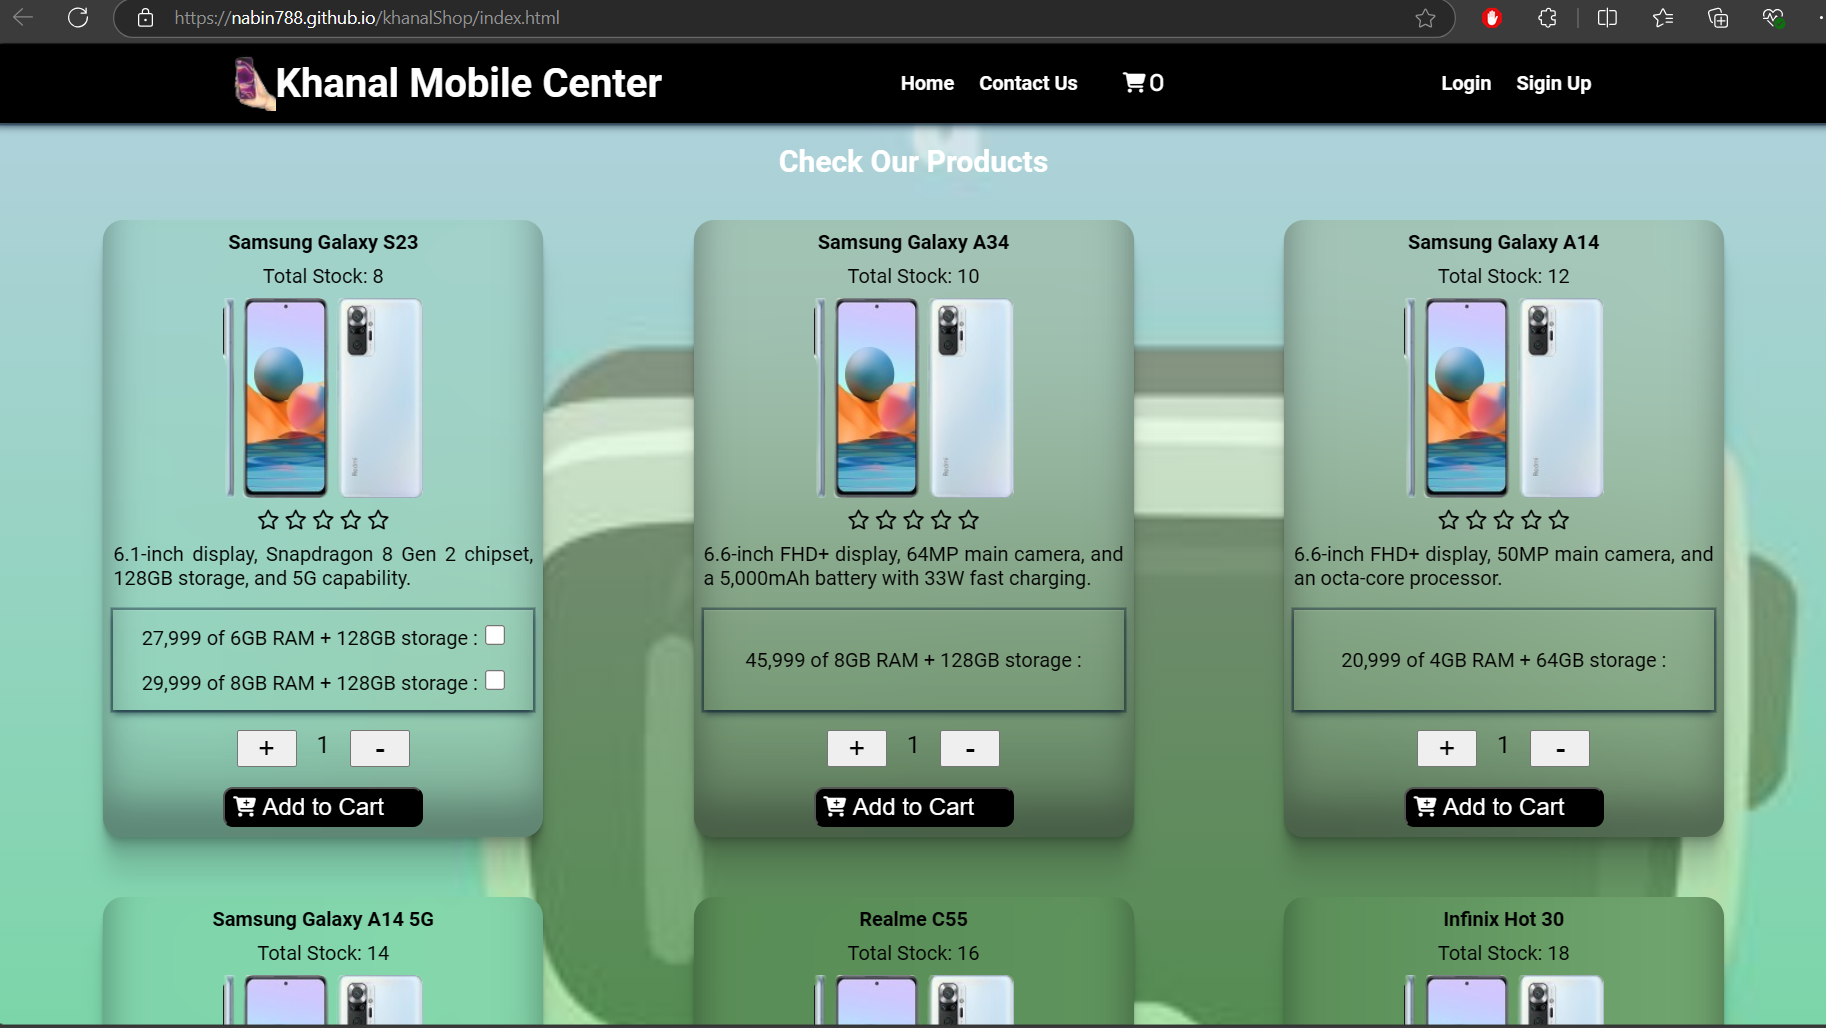 https://nabin788.github.io/khanalShop/index.html
Khanal Mobile Center
Home
Contact Us
0
Login
Sigin Up
Check Our Products
Samsung Galaxy S23
Total Stock: 8
Redmi
6.1-inch display, Snapdragon 8 Gen 2 chipset,
128GB storage, and 5G capability.
27,999 of 6GB RAM + 128GB storage :
29,999 of 8GB RAM + 128GB storage :
+ 1 -
Add to Cart
Samsung Galaxy A34
Total Stock: 10
Redmi
6.6-inch FHD+ display, 64MP main camera, and
a 5,000mAh battery with 33W fast charging.
45,999 of 8GB RAM + 128GB storage :
+ 1 -
Add to Cart
Samsung Galaxy A14
Total Stock: 12
Redmi
6.6-inch FHD+ display, 50MP main camera, and
an octa-core processor.
20,999 of 4GB RAM + 64GB storage :
+ 1 -
Add to Cart
Samsung Galaxy A14 5G
Total Stock: 14
Realme C55
Total Stock: 16
Infinix Hot 30
Total Stock: 18